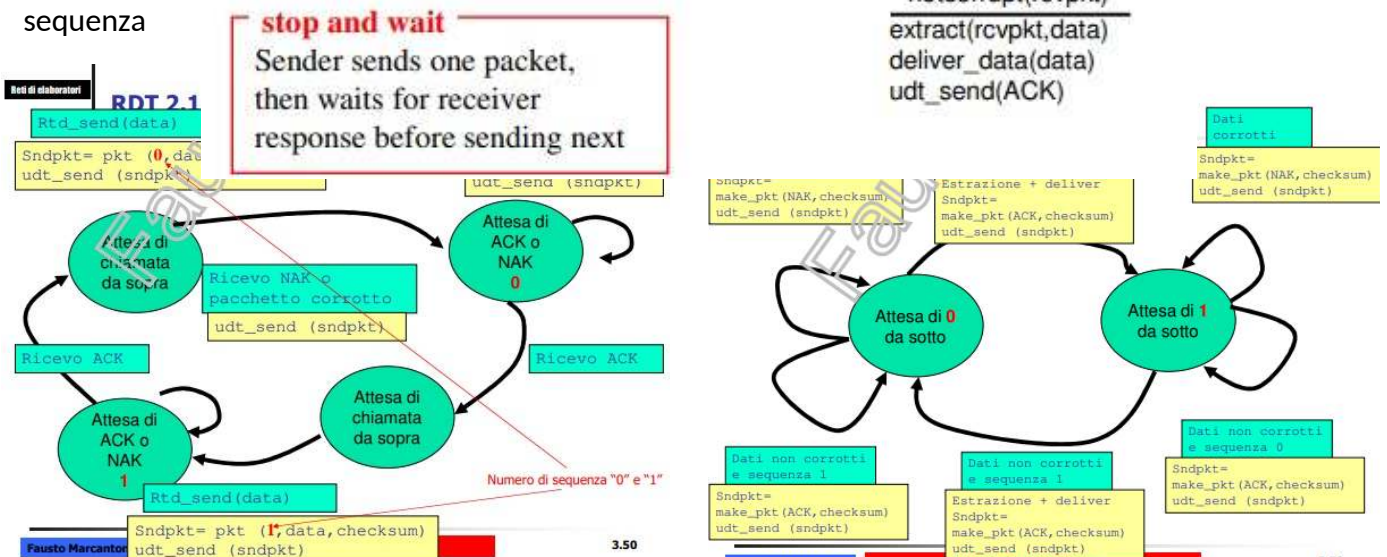 sequenza
stop and wait
Sender sends one packet,
then waits for receiver
response before sending next
Reti di elaboratori
RDT 2.1
Rtd_send(data)
Sndpkt= pkt (0,
udt_send (sndpkt)
udt_send (sndpkt)
Attesa di
chiamata
da sopra
Attesa di
ACK o
NAK
0
Ricevo NAK o
pacchetto corrotto
udt_send (sndpkt)
Ricevo ACK
Ricevo ACK
Attesa di
chiamata
da sopra
Attesa di
ACK o
NAK
1
Numero di sequenza "0" e "1"
Rtd_send(data)
Sndpkt= pkt (1,data,checksum)
udt_send (sndpkt)
3.50
extract(rcvpkt,data)
deliver_data(data)
udt_send(ACK)
Dati
corrotti
Sndpkt=
make_pkt(NAK,checksum)
udt_send (sndpkt)
Sndpkt=
make_pkt(NAK,checksum)
udt_send (sndpkt)
Estrazione + deliver
Sndpkt=
make_pkt(ACK,checksum)
udt_send (sndpkt)
Attesa di 0
da sotto
Attesa di 1
da sotto
Dati non corrotti
e sequenza 1
Sndpkt=
make_pkt(ACK,checksum)
udt_send (sndpkt)
Dati non corrotti
e sequenza 1
Estrazione + deliver
Sndpkt=
make_pkt(ACK,checksum)
udt_send (sndpkt)
Dati non corrotti
e sequenza 0
Sndpkt=
make_pkt(ACK,checksum)
udt_send (sndpkt)